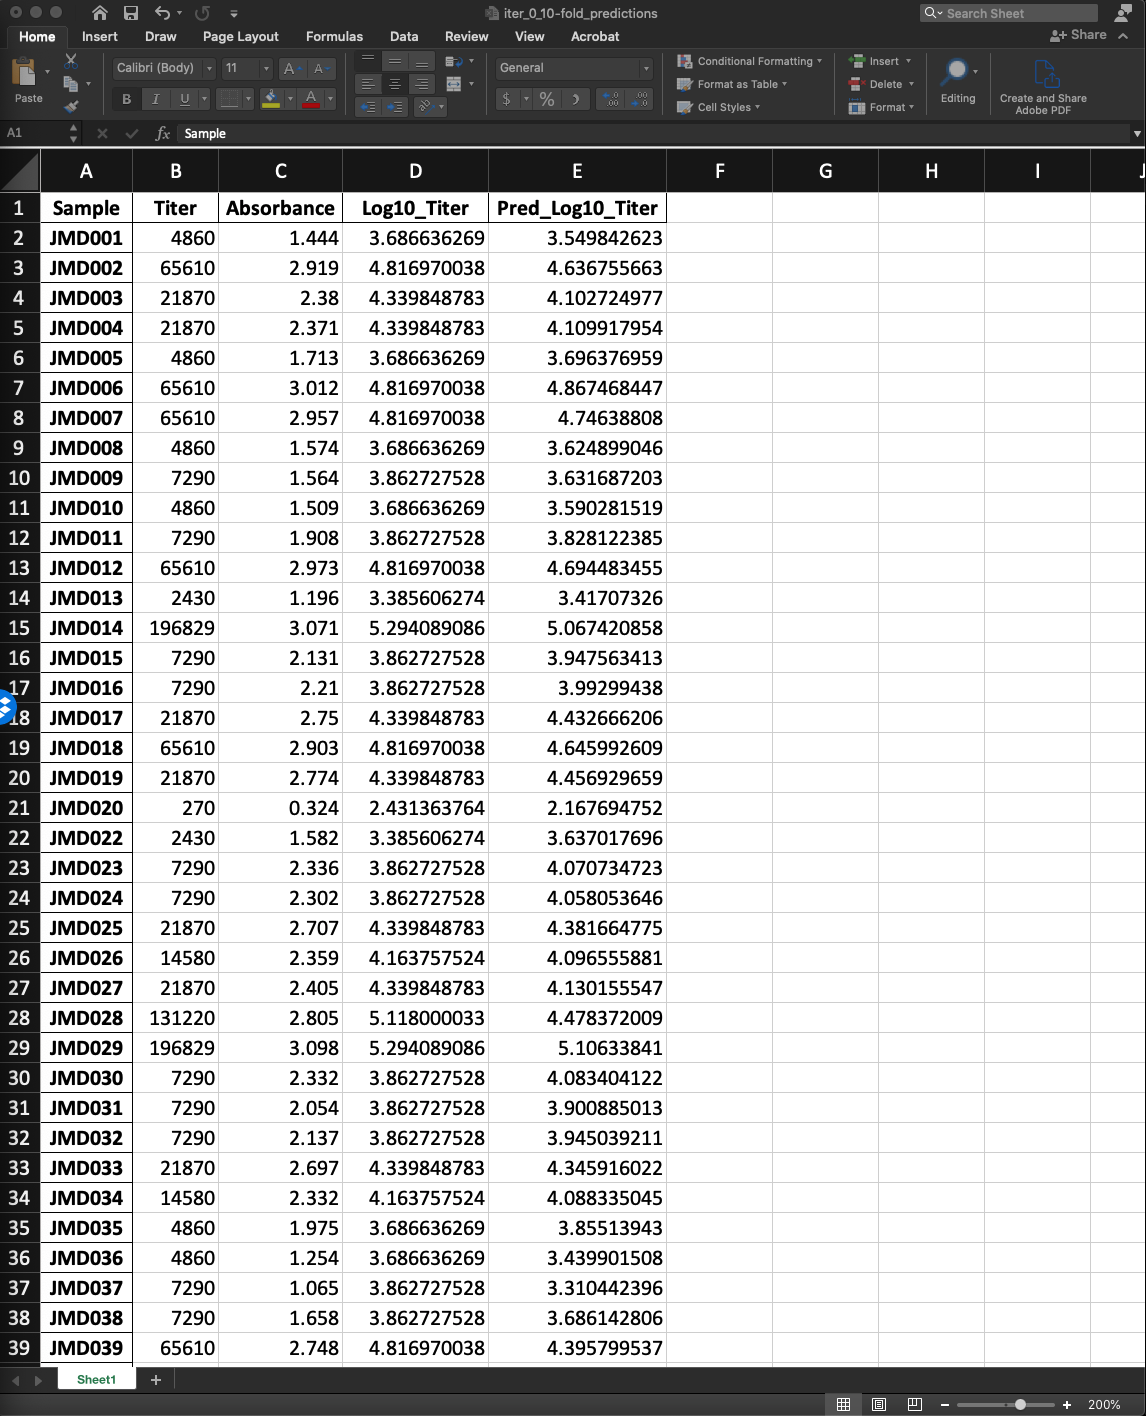 iter_0_10-fold_predictions
Search Sheet
Home Insert Draw Page Layout Formulas Data Review View Acrobat Share
Paste
Calibri (Body) 11 A A
B I U A
General
$ % )
Conditional Formatting
Format as Table
Cell Styles
Insert
Delete
Format
Editing
Create and Share
Adobe PDF
A1 fx Sample
A B C D E F G H I J
1 Sample Titer Absorbance Log10_Titer Pred_Log10_Titer
2 JMD001 4860 1.444 3.686636269 3.549842623
3 JMD002 65610 2.919 4.816970038 4.636755663
4 JMD003 21870 2.38 4.339848783 4.102724977
5 JMD004 21870 2.371 4.339848783 4.109917954
6 JMD005 4860 1.713 3.686636269 3.696376959
7 JMD006 65610 3.012 4.816970038 4.867468447
8 JMD007 65610 2.957 4.816970038 4.74638808
9 JMD008 4860 1.574 3.686636269 3.624899046
10 JMD009 7290 1.564 3.862727528 3.631687203
11 JMD010 4860 1.509 3.686636269 3.590281519
12 JMD011 7290 1.908 3.862727528 3.828122385
13 JMD012 65610 2.973 4.816970038 4.694483455
14 JMD013 2430 1.196 3.385606274 3.41707326
15 JMD014 196829 3.071 5.294089086 5.067420858
16 JMD015 7290 2.131 3.862727528 3.947563413
17 JMD016 7290 2.21 3.862727528 3.99299438
18 JMD017 21870 2.75 4.339848783 4.432666206
19 JMD018 65610 2.903 4.816970038 4.645992609
20 JMD019 21870 2.774 4.339848783 4.456929659
21 JMD020 270 0.324 2.431363764 2.167694752
22 JMD022 2430 1.582 3.385606274 3.637017696
23 JMD023 7290 2.336 3.862727528 4.070734723
24 JMD024 7290 2.302 3.862727528 4.058053646
25 JMD025 21870 2.707 4.339848783 4.381664775
26 JMD026 14580 2.359 4.163757524 4.096555881
27 JMD027 21870 2.405 4.339848783 4.130155547
28 JMD028 131220 2.805 5.118000033 4.478372009
29 JMD029 196829 3.098 5.294089086 5.10633841
30 JMD030 7290 2.332 3.862727528 4.083404122
31 JMD031 7290 2.054 3.862727528 3.900885013
32 JMD032 7290 2.137 3.862727528 3.945039211
33 JMD033 21870 2.697 4.339848783 4.345916022
34 JMD034 14580 2.332 4.163757524 4.088335045
35 JMD035 4860 1.975 3.686636269 3.85513943
36 JMD036 4860 1.254 3.686636269 3.439901508
37 JMD037 7290 1.065 3.862727528 3.310442396
38 JMD038 7290 1.658 3.862727528 3.686142806
39 JMD039 65610 2.748 4.816970038 4.395799537
Sheet1 +
− + 200%